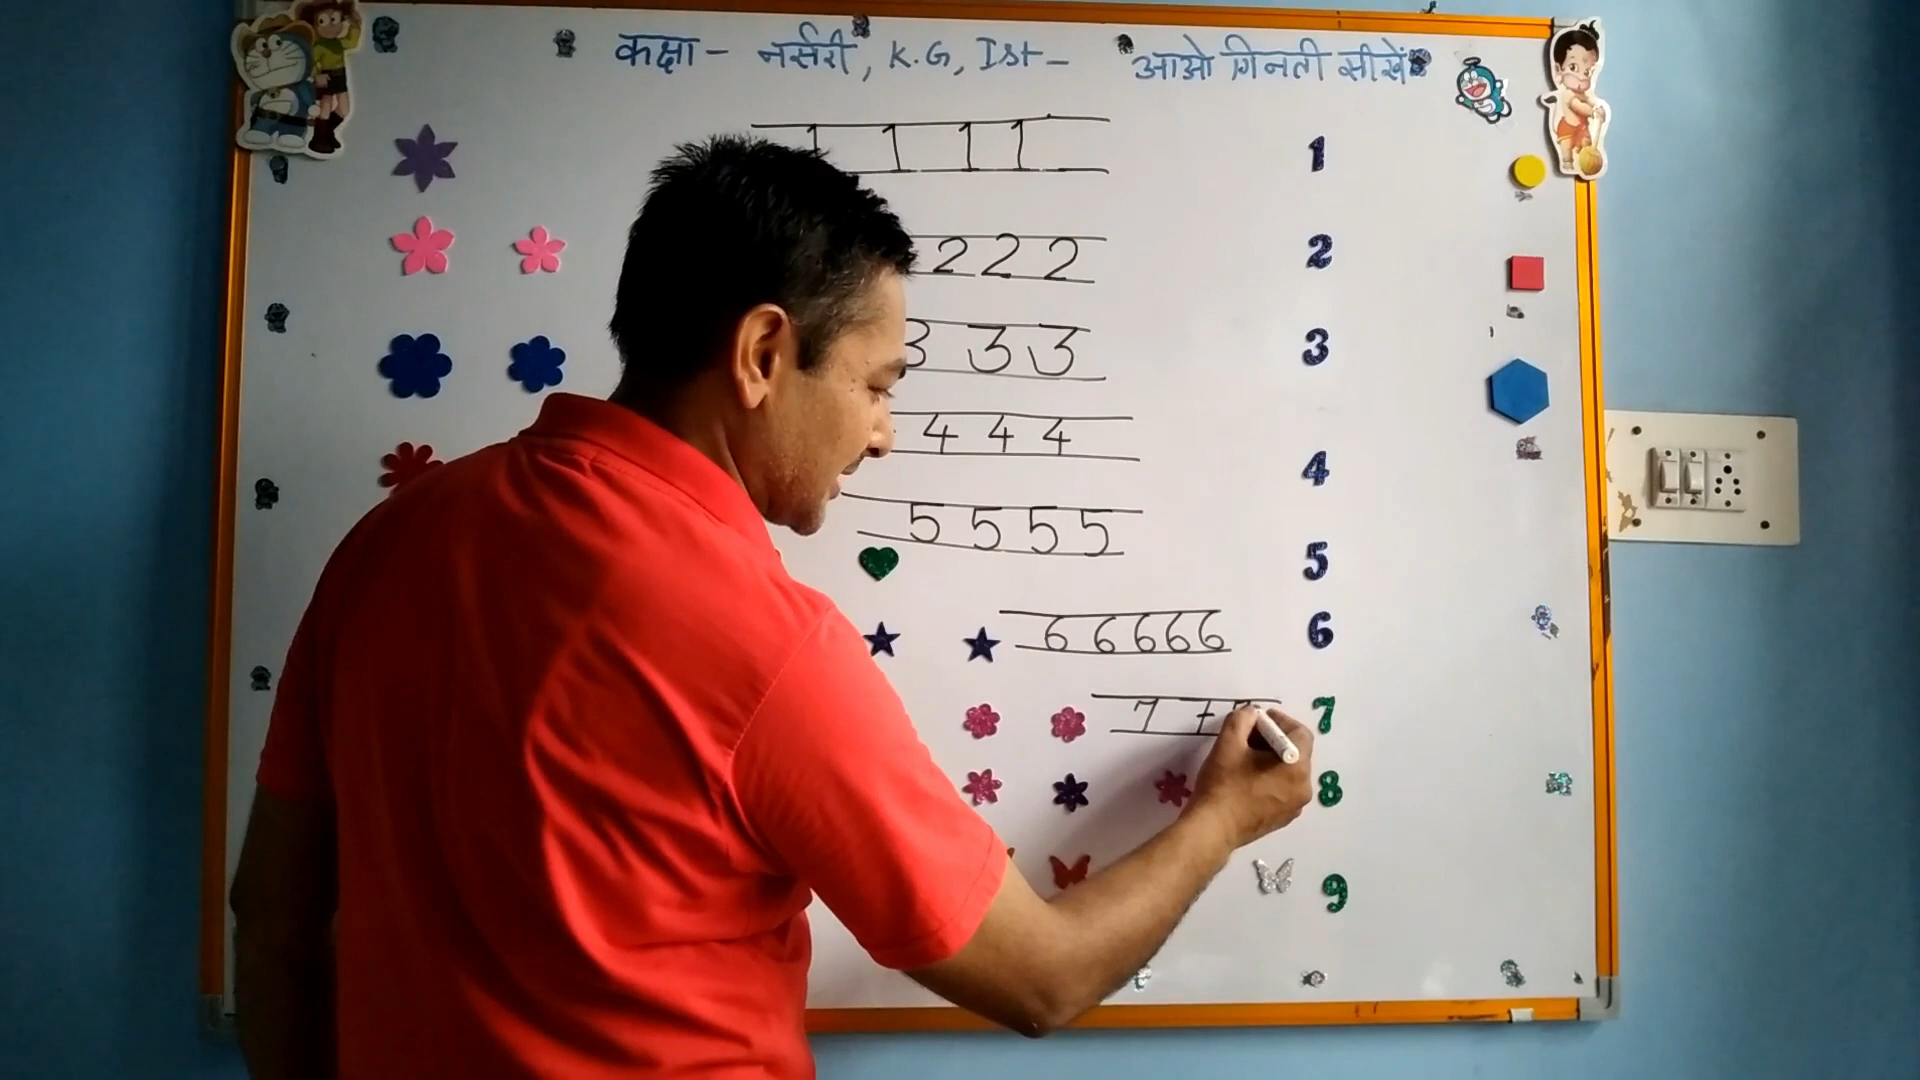 कक्षा - नर्सरी, K.G, Ist - "आओ गिनती सीखें"
1 1 1 1 1
2 2 2 2
3 3 3 3
4 4 4 4
5 5 5 5 5
6 6 6 6 6 6
7 7 7 7
8
9